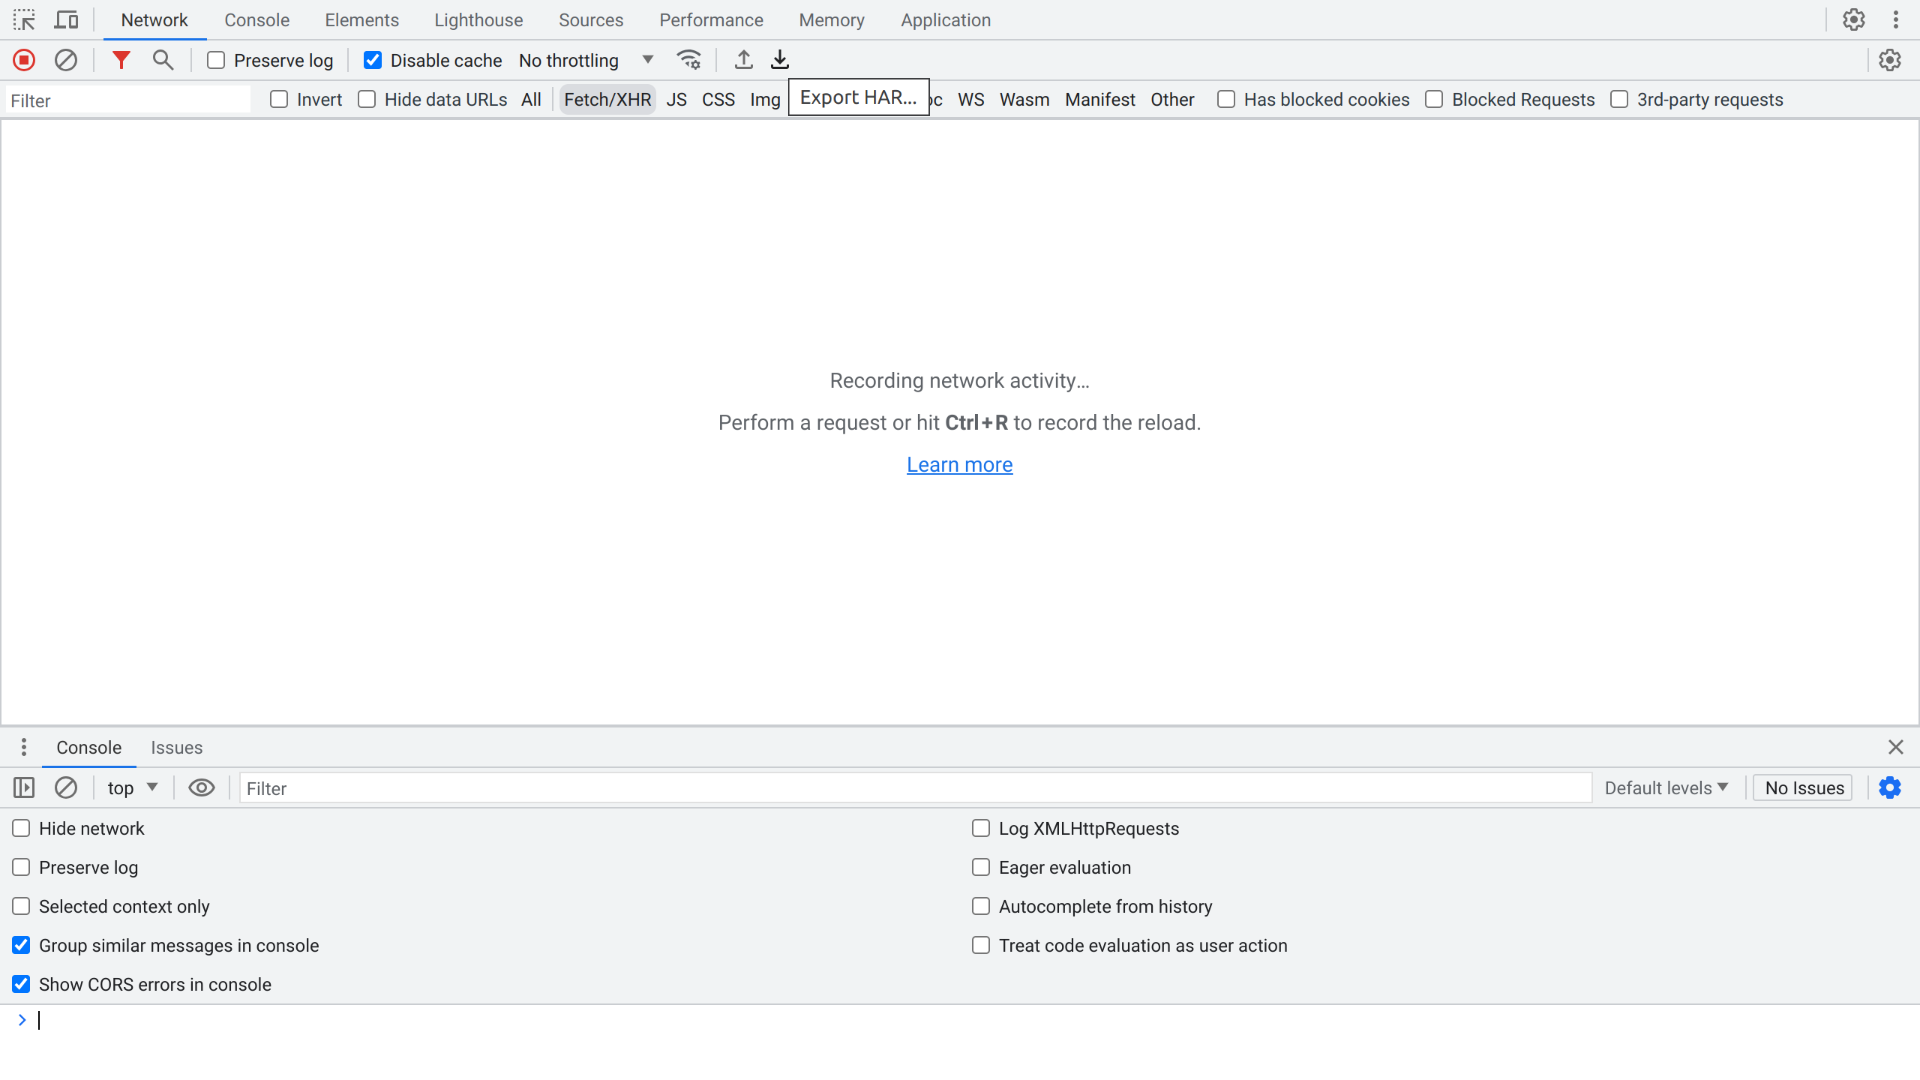 Network Console Elements Lighthouse Sources Performance Memory Application
Preserve log Disable cache No throttling
Export HAR...
Filter Invert Hide data URLs All Fetch/XHR JS CSS Img WS Wasm Manifest Other Has blocked cookies Blocked Requests 3rd-party requests
Recording network activity…
Perform a request or hit Ctrl+R to record the reload.
Learn more
Console Issues
top Filter Default levels No Issues
Hide network Log XMLHttpRequests
Preserve log Eager evaluation
Selected context only Autocomplete from history
Group similar messages in console Treat code evaluation as user action
Show CORS errors in console